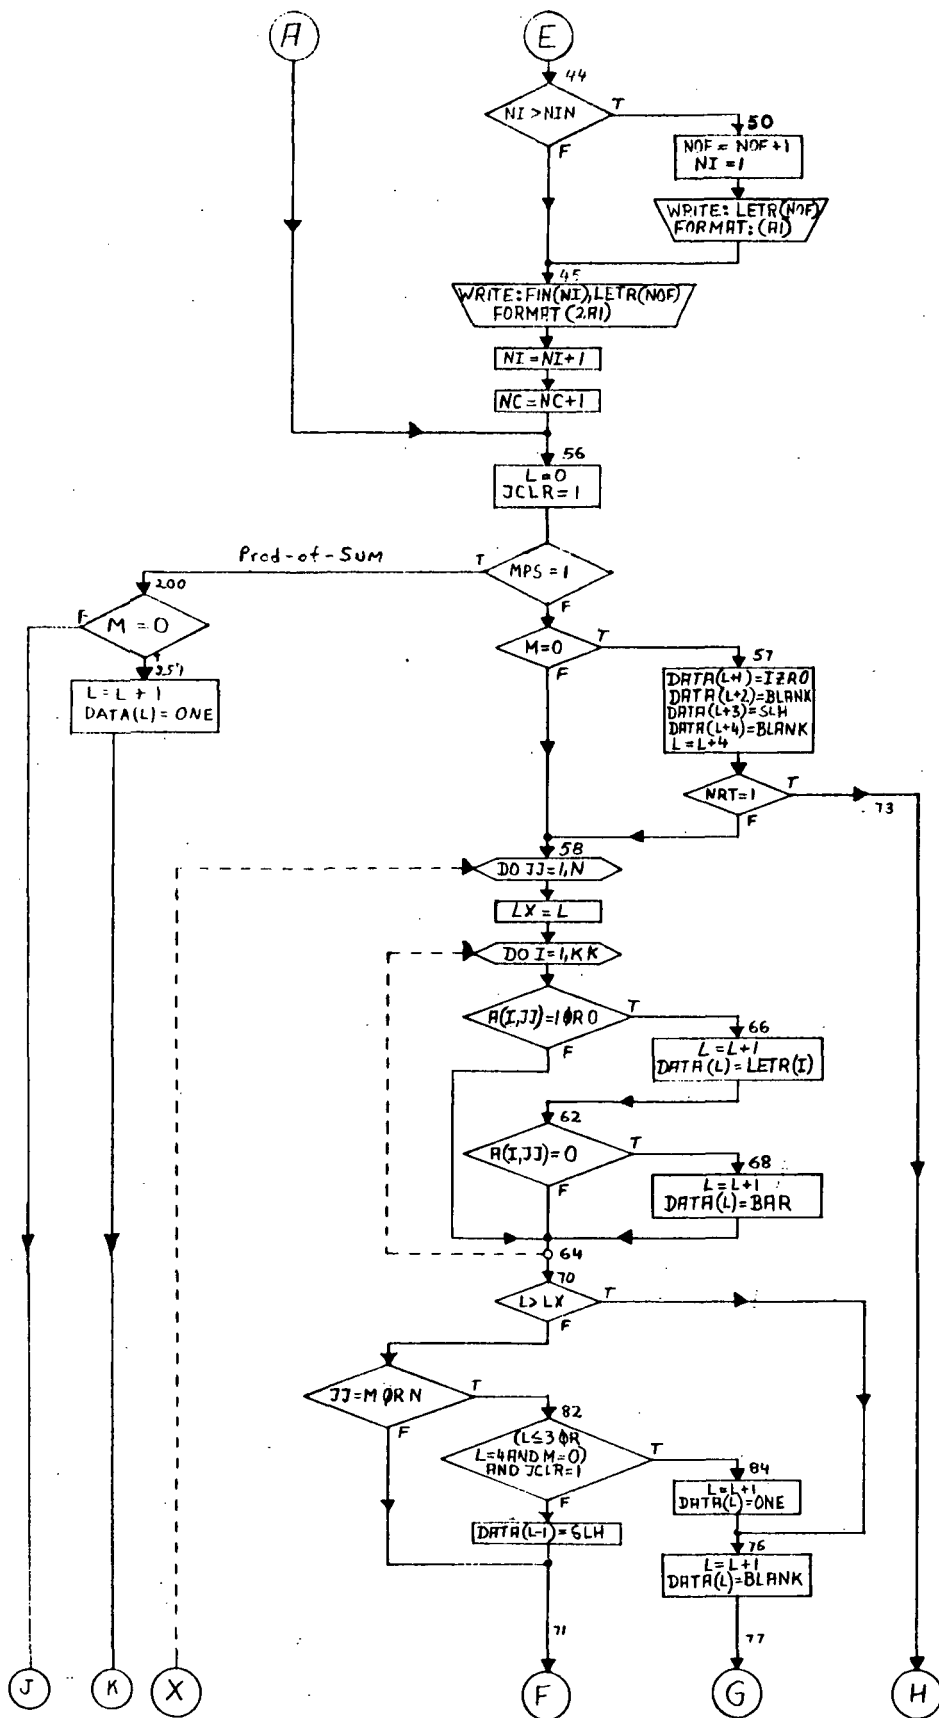 A
E
44
NI > NIN
T
F
50
NOF = NOF+1
NI = 1
WRITE: LETR(NOF)
FORMAT: (A1)
45
WRITE: FIN(NI), LETR(NOF)
FORMAT (2A1)
NI = NI+1
NC = NC+1
56
L = 0
JCLR = 1
Prod-of-SUM
T
MPS = 1
F
200
F
M = 0
T
251
L = L + 1
DATA(L) = ONE
M=0
T
F
57
DATA(L+1)=IZRO
DATA(L+2)=BLANK
DATA(L+3)=SLH
DATA(L+4)=BLANK
L = L+4
NRT=1
T
73
F
58
DO JJ=1,N
LX = L
DO I=1,KK
A(I,JJ)=1 ØR 0
T
F
66
L = L+1
DATA(L) = LETR(I)
62
A(I,JJ)=0
T
F
68
L = L+1
DATA(L) = BAR
64
70
L > LX
T
F
JJ=M ØR N
T
F
82
(L≤3 ØR
L=4 AND M=0)
AND JCLR=1
T
F
84
L = L+1
DATA(L)=ONE
DATA(L-1) = SLH
76
L = L+1
DATA(L)=BLANK
71
77
J
K
X
F
G
H